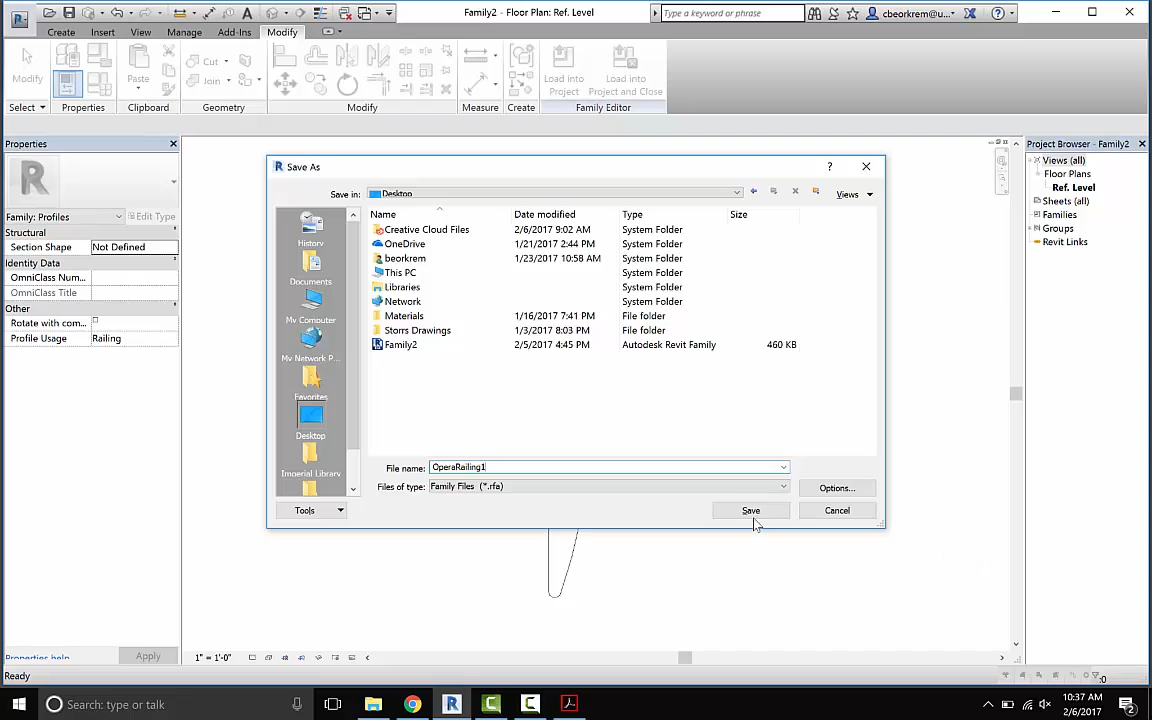 Family2 - Floor Plan: Ref. Level
Type a keyword or phrase
cbeorkrem@u...
Create
Insert
View
Manage
Add-Ins
Modify
Modify
Paste
Cut
Join
Load into
Project
Load into
Project and Close
Select
Properties
Clipboard
Geometry
Modify
Measure
Create
Family Editor
Properties
Family: Profiles
Edit Type
Structural
Section Shape
Not Defined
Identity Data
OmniClass Num...
OmniClass Title
Other
Rotate with com...
Profile Usage
Railing
Properties help
Apply
Save As
Save in:
Desktop
Views
History
Documents
My Computer
My Network P...
Favorites
Desktop
Imperial Library
Name
Date modified
Type
Size
Creative Cloud Files
2/6/2017 9:02 AM
System Folder
OneDrive
1/21/2017 2:44 PM
System Folder
beorkrem
1/23/2017 10:58 AM
System Folder
This PC
System Folder
Libraries
System Folder
Network
System Folder
Materials
1/16/2017 7:41 PM
File folder
Storrs Drawings
1/3/2017 8:03 PM
File folder
Family2
2/5/2017 4:45 PM
Autodesk Revit Family
460 KB
File name:
OperaRailing1
Files of type:
Family Files (*.rfa)
Options...
Tools
Save
Cancel
Project Browser - Family2
Views (all)
Floor Plans
Ref. Level
Sheets (all)
Families
Groups
Revit Links
1" = 1'-0"
Ready
:0
Search: type or talk
10:37 AM
2/6/2017
2